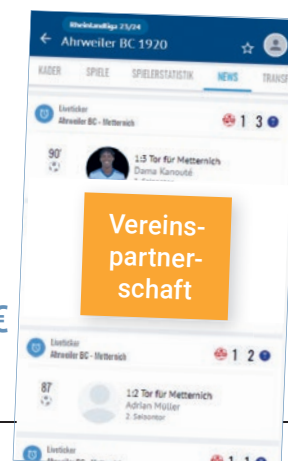 Rheinlandliga 23/24
Ahrweiler BC 1920
KADER SPIELE SPIELERSTATISTIK NEWS TRANSF
Liveticker
Ahrweiler BC - Metternich
1 3
90'
1:3 Tor für Metternich
Dama Kanouté
Vereins-
partner-
schaft
€
Liveticker
Ahrweiler BC - Metternich
1 2
87
1:2 Tor für Metternich
Adrian Müller
2. Saisontor
Liveticker
1 1